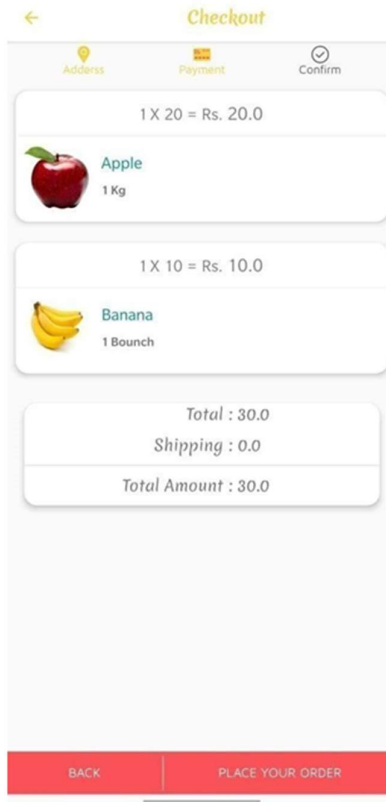 Checkout
Adderss Payment Confirm
1 X 20 = Rs. 20.0
Apple
1 Kg
1 X 10 = Rs. 10.0
Banana
1 Bounch
Total : 30.0
Shipping : 0.0
Total Amount : 30.0
BACK PLACE YOUR ORDER